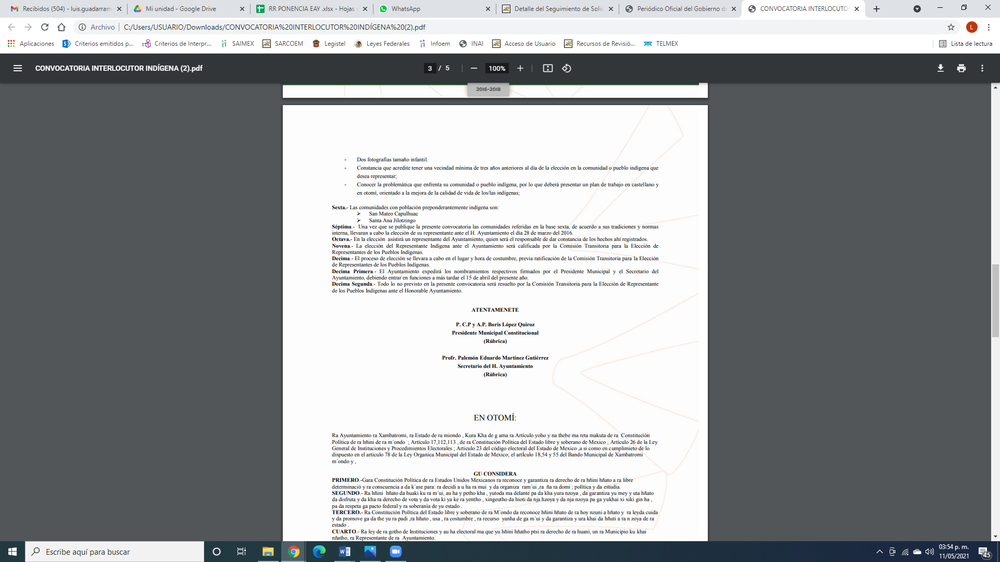 Recibidos (504) - luis.guadarram
Mi unidad - Google Drive
RR PONENCIA EAY .xlsx - Hojas
WhatsApp
Detalle del Seguimiento de Solic
Periódico Oficial del Gobierno d
CONVOCATORIA INTERLOCUTO
Archivo
C:/Users/USUARIO/Downloads/CONVOCATORIA%20INTERLOCUTOR%20INDÍGENA%20(2).pdf
L
Aplicaciones
Criterios emitidos p...
Criterios de Interpr...
SAIMEX
SARCOEM
Legistel
Leyes Federales
Infoem
INAI
Acceso de Usuario
Recursos de Revisió...
TELMEX
Lista de lectura
CONVOCATORIA INTERLOCUTOR INDÍGENA (2).pdf
3 / 5
100%
2016-2018
- Dos fotografías tamaño infantil.
- Constancia que acredite tener una vecindad mínima de tres años anteriores al día de la elección en la comunidad o pueblo indígena que
desea representar;
- Conocer la problemática que enfrenta su comunidad o pueblo indígena, por lo que deberá presentar un plan de trabajo en castellano y
en otomí, orientado a la mejora de la calidad de vida de los/las indígenas;
Sexta.- Las comunidades con población preponderantemente indígena son:
➢ San Mateo Capulhuac
➢ Santa Ana Jilotzingo
Séptima.- Una vez que se publique la presente convocatoria las comunidades referidas en la base sexta, de acuerdo a sus tradiciones y normas
interna, llevaran a cabo la elección de su representante ante el H. Ayuntamiento el día 28 de marzo del 2016.
Octava.- En la elección asistirá un representante del Ayuntamiento, quien será el responsable de dar constancia de los hechos ahí registrados.
Novena.- La elección del Representante Indígena ante el Ayuntamiento será calificada por la Comisión Transitoria para la Elección de
Representantes de los Pueblos Indígenas.
Decima.- El proceso de elección se llevara a cabo en el lugar y hora de costumbre, previa ratificación de la Comisión Transitoria para la Elección
de Representantes de los Pueblos Indígenas.
Decima Primera.- El Ayuntamiento expedirá los nombramientos respectivos firmados por el Presidente Municipal y el Secretario del
Ayuntamiento, debiendo entrar en funciones a más tardar el 15 de abril del presente año.
Decima Segunda.- Todo lo no previsto en la presente convocatoria será resuelto por la Comisión Transitoria para la Elección de Representante
de los Pueblos Indígenas ante el Honorable Ayuntamiento.
ATENTAMENETE
P. C.P y A.P. Boris López Quiroz
Presidente Municipal Constitucional
(Rúbrica)
Profr. Palemón Eduardo Martínez Gutiérrez
Secretario del H. Ayuntamiento
(Rúbrica)
EN OTOMÍ:
Ra Ayuntamiento ra Xambatromi, ra Estado de ra miondo , Kura Kha de g ama ra Artículo yoho y na thebe ma reta makuta de ra Constitución
Política de ra hñini de ra m´ondo ; Artículo 17,112,113 , de ra Constitución Política del Estado libre y soberano de Mexico ; Artículo 26 de la Ley
General de Instituciones y Procedimientos Electorales ; Articulo 23 del código electoral del Estado de Mexico ,a si como en cumplimieto de lo
dispuesto en el articulo 78 de la Ley Organica Municipal del Estado de Mexico; el artÍculo 18,54 y 55 del Bando Municipal de Xambatromi
m´ondo y ,
GU CONSIDERA
PRIMERO.-Gara Constitución Política de ra Estados Unidos Mexicanos ra reconoce y garantiza ra derecho de ra hñini hñato a ra libre
determinació y ra conscuencia a da k´ase para: ra decidi a u ha ra mui y da organiza ram´ui ,ra ña ra domi ; política y da estudia.
SEGUNDO.- Ra hñini hñato da huaki ku ra m´ui, au ha y petho kha , yutoda ma delante pa da kha yura nzoya , da garantiza yu mey y uta hñato
da disfruta y da kha ra derecho de vota y da vota ki ya ke ra yentho , xingeutho da hioti da nja hzoya y da nja nzoya pa ga yukhai xi xiki gin ha ,
pa da respeta ga pacto federal y ra soberanía de yu estado .
TERCERO.- Ra Constitución Política del Estado libre y soberano de ra M´ondo da reconoce hñini hñato de ra hoy nzuni a hñato y ra leyda cuida
y da promove ga da the yu ra padi ,ra hñato , usa , ra costumbre , ra recurso yanha de ga m´ui y da garantiza y ura khai da hñuti a ra n zoya de ra
estado .
CUARTO.- Ra ley de ra gotho de Instituciones y au ha electoral ma que yu hñini hñatho ptsi ra derecho de ra huani, un ra Municipio ku khai
nñatho, ra Representante de ra Ayuntamiento.
Escribe aquí para buscar
03:54 p. m.
11/05/2021
45